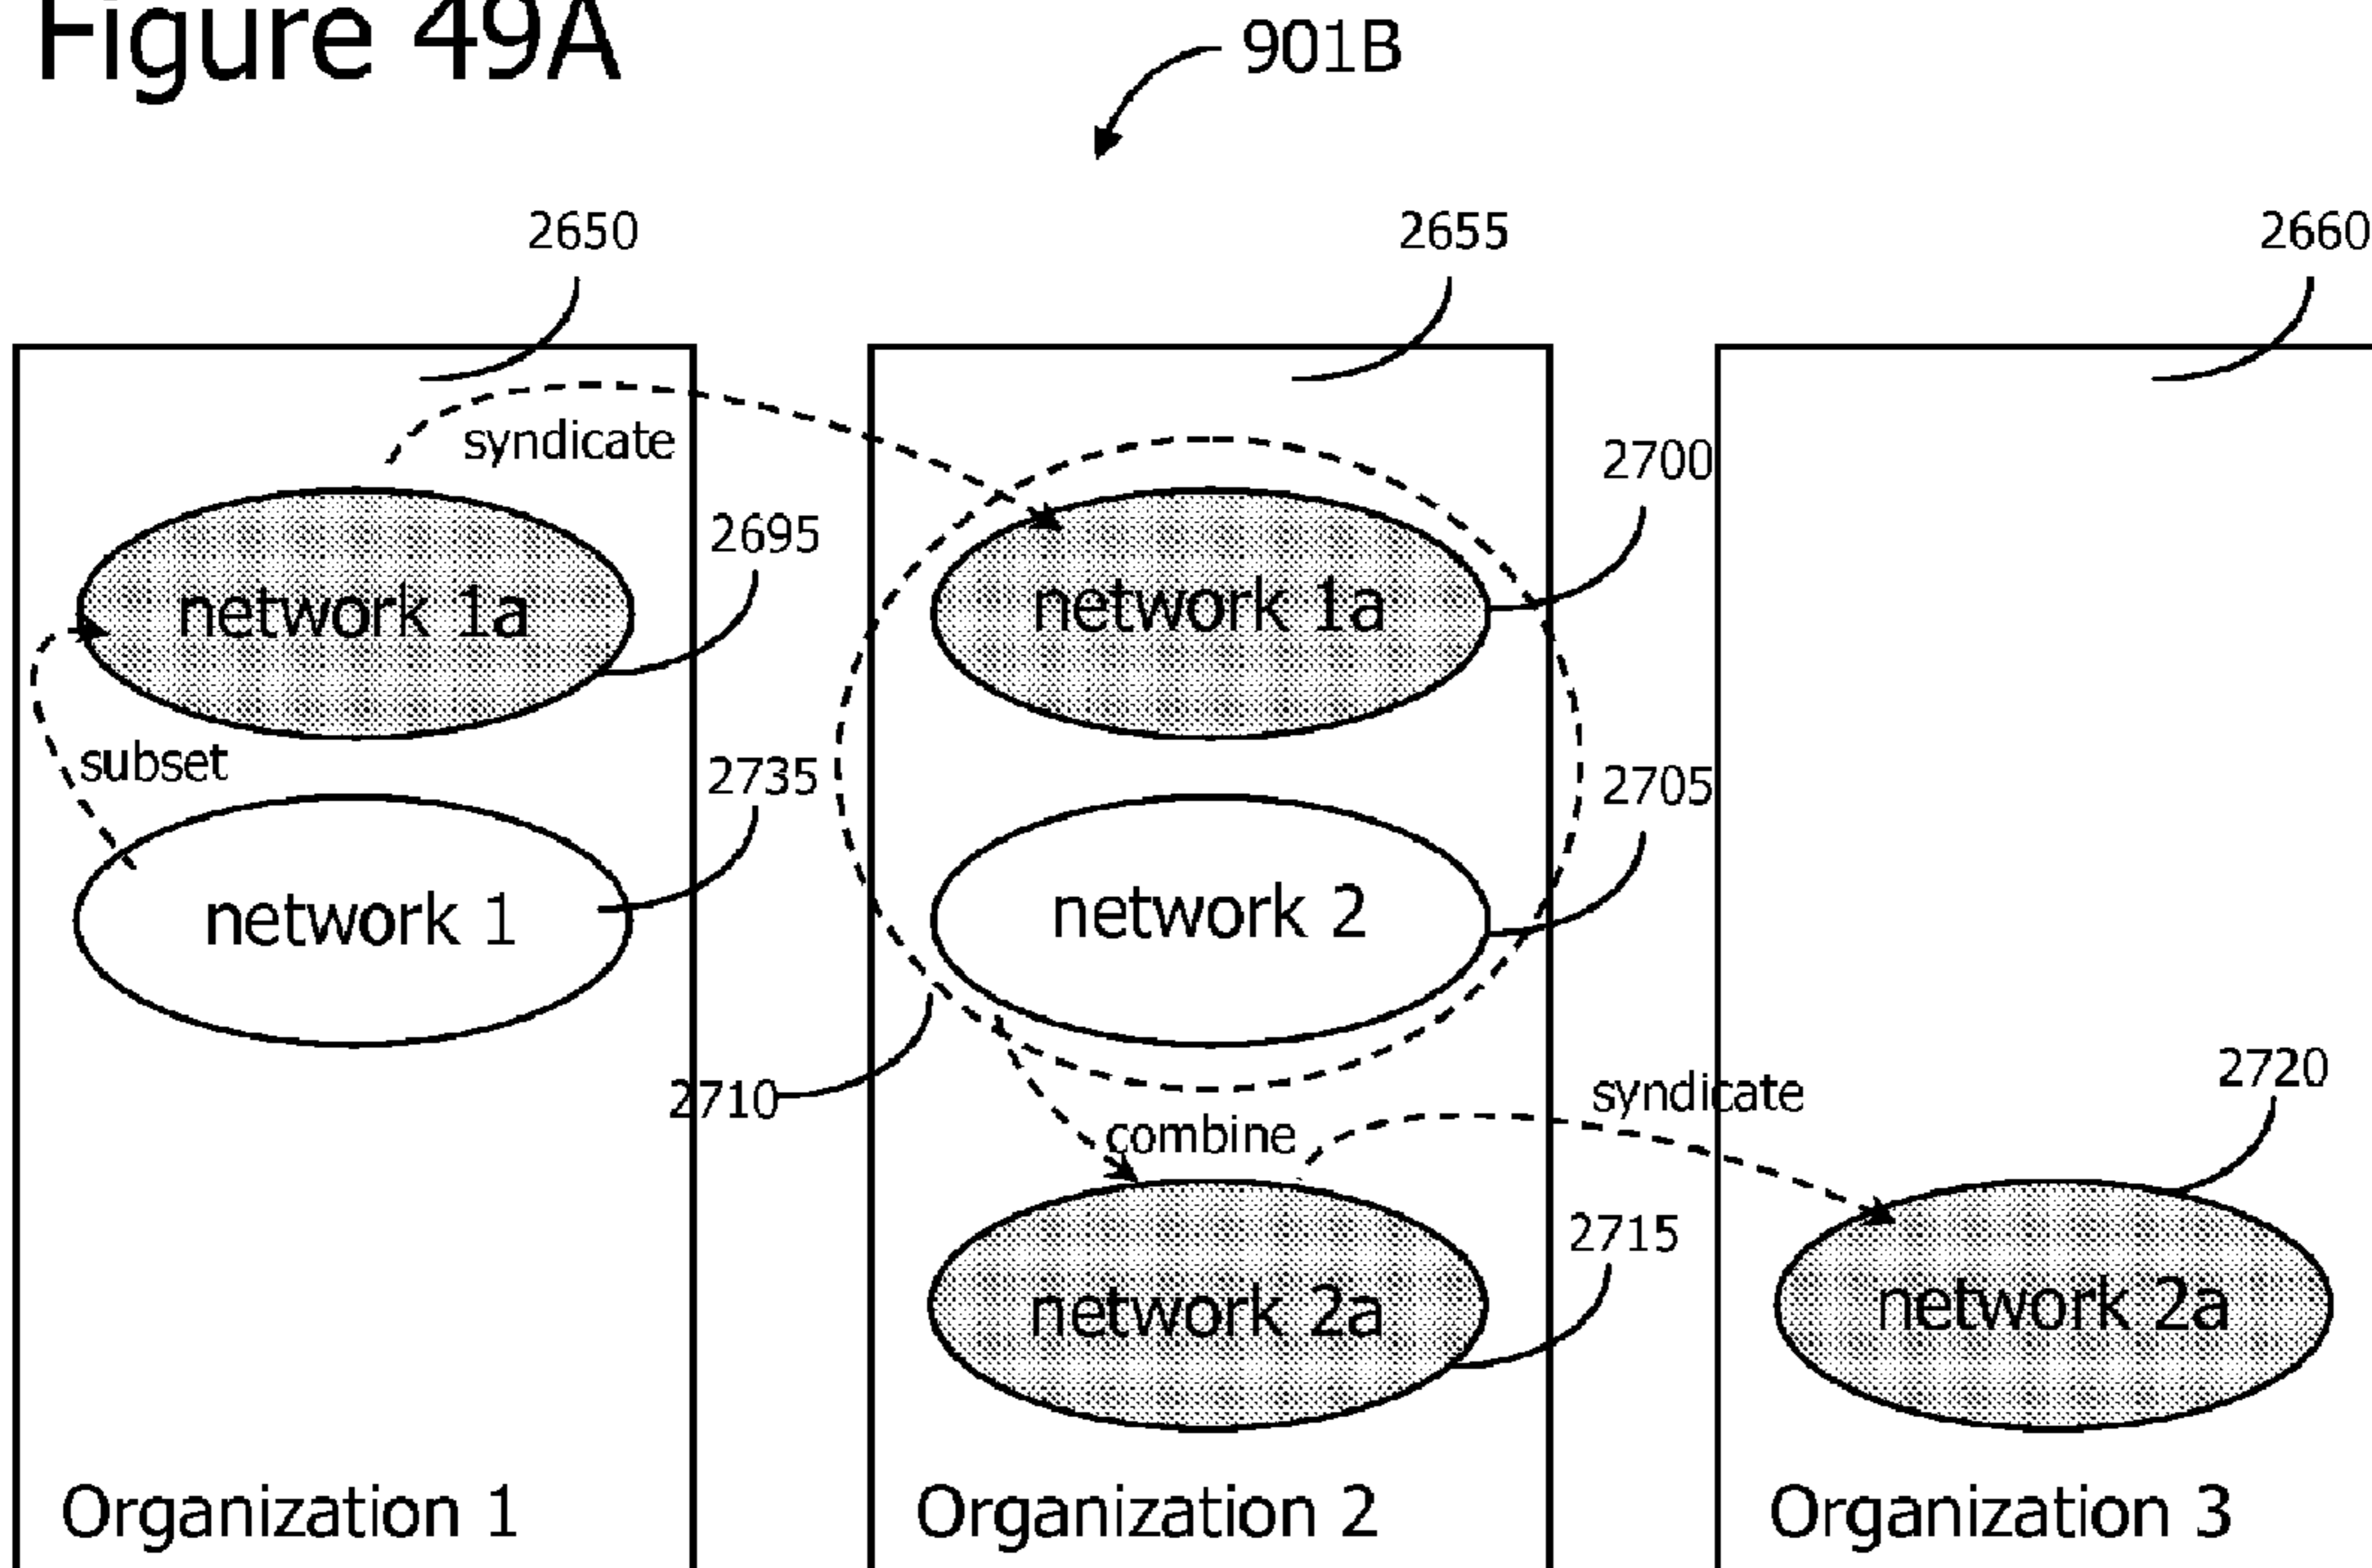 Figure 49A
901B
2650
2655
2660
syndicate
2700
2695
network 1a
network 1a
subset
2735
2705
network 1
network 2
2710
combine
syndicate
2720
2715
network 2a
network 2a
Organization 1
Organization 2
Organization 3